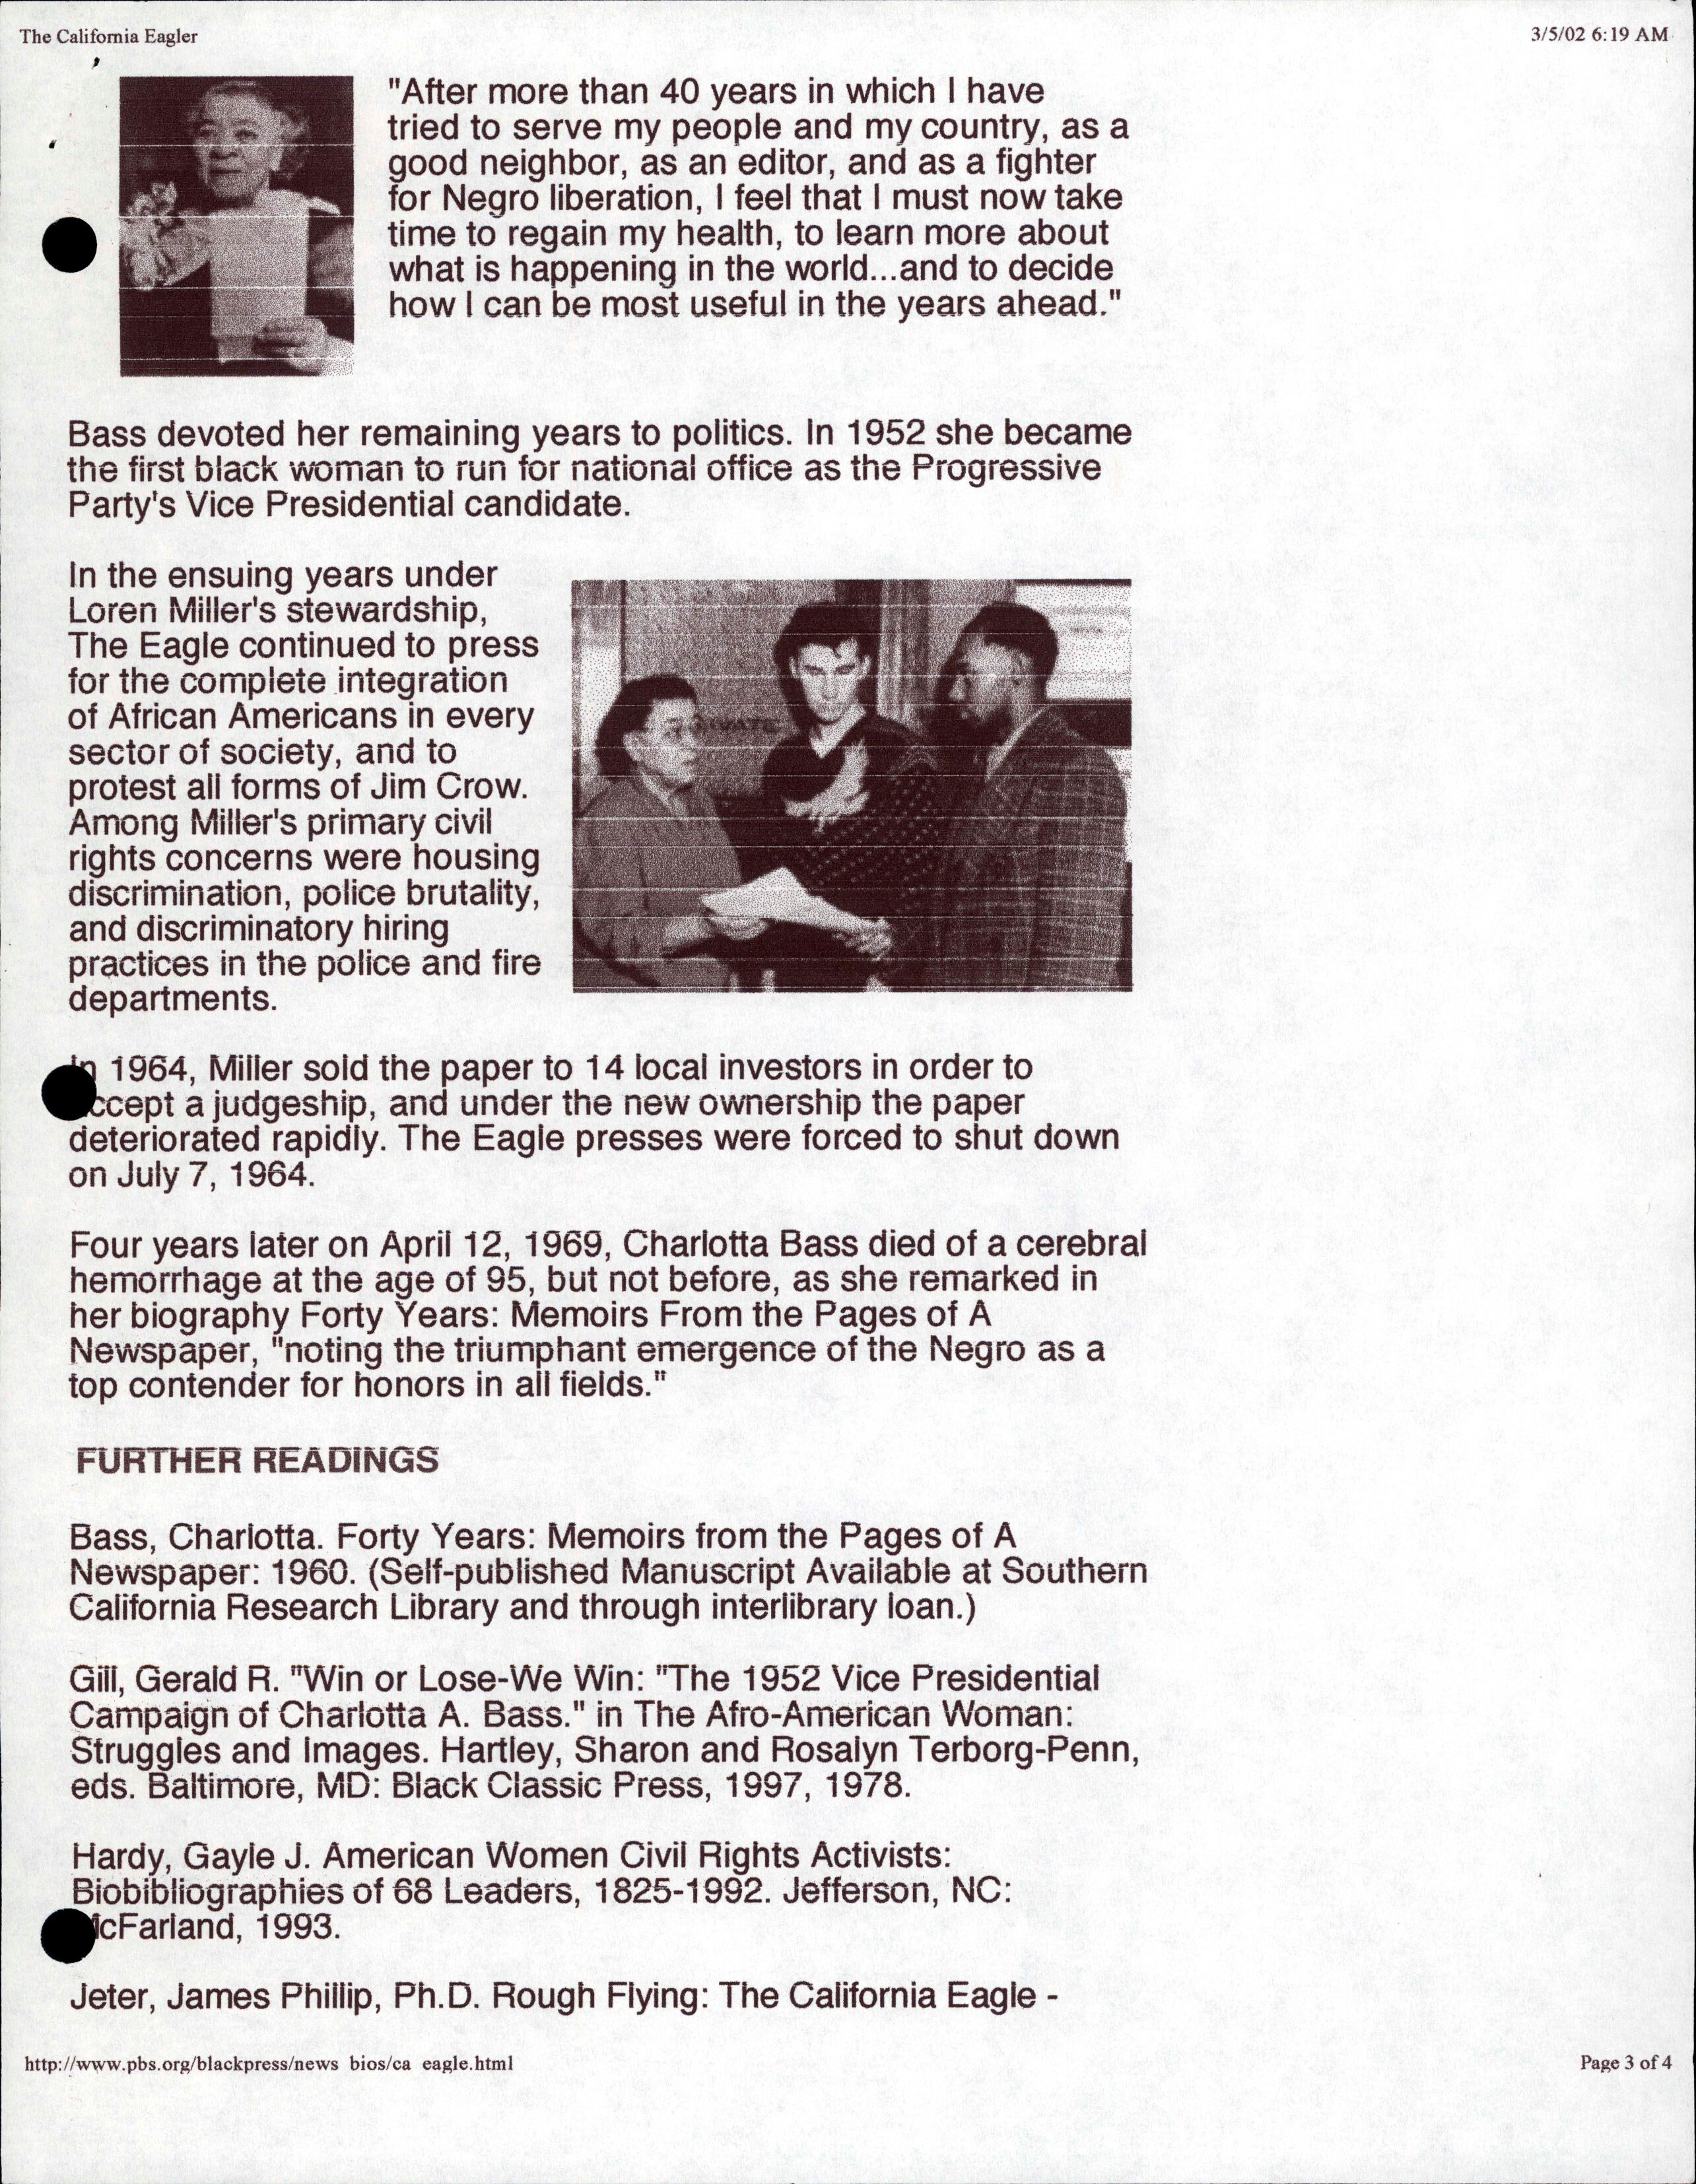 The California Eagler
3/5/02 6:19 AM
"After more than 40 years in which I have
tried to serve my people and my country, as a
good neighbor, as an editor, and as a fighter
for Negro liberation, I feel that I must now take
time to regain my health, to learn more about
what is happening in the world...and to decide
how I can be most useful in the years ahead."
Bass devoted her remaining years to politics. In 1952 she became
the first black woman to run for national office as the Progressive
Party's Vice Presidential candidate.
In the ensuing years under
Loren Miller's stewardship,
The Eagle continued to press
for the complete integration
of African Americans in every
sector of society, and to
protest all forms of Jim Crow.
Among Miller's primary civil
rights concerns were housing
discrimination, police brutality,
and discriminatory hiring
practices in the police and fire
departments.
In 1964, Miller sold the paper to 14 local investors in order to
ccept a judgeship, and under the new ownership the paper
deteriorated rapidly. The Eagle presses were forced to shut down
on July 7, 1964.
Four years later on April 12, 1969, Charlotta Bass died of a cerebral
hemorrhage at the age of 95, but not before, as she remarked in
her biography Forty Years: Memoirs From the Pages of A
Newspaper, "noting the triumphant emergence of the Negro as a
top contender for honors in all fields."
FURTHER READINGS
Bass, Charlotta. Forty Years: Memoirs from the Pages of A
Newspaper: 1960. (Self-published Manuscript Available at Southern
California Research Library and through interlibrary loan.)
Gill, Gerald R. "Win or Lose-We Win: "The 1952 Vice Presidential
Campaign of Charlotta A. Bass." in The Afro-American Woman:
Struggles and Images. Hartley, Sharon and Rosalyn Terborg-Penn,
eds. Baltimore, MD: Black Classic Press, 1997, 1978.
Hardy, Gayle J. American Women Civil Rights Activists:
Biobibliographies of 68 Leaders, 1825-1992. Jefferson, NC:
McFarland, 1993.
Jeter, James Phillip, Ph.D. Rough Flying: The California Eagle -
http://www.pbs.org/blackpress/news bios/ca eagle.html
Page 3 of 4